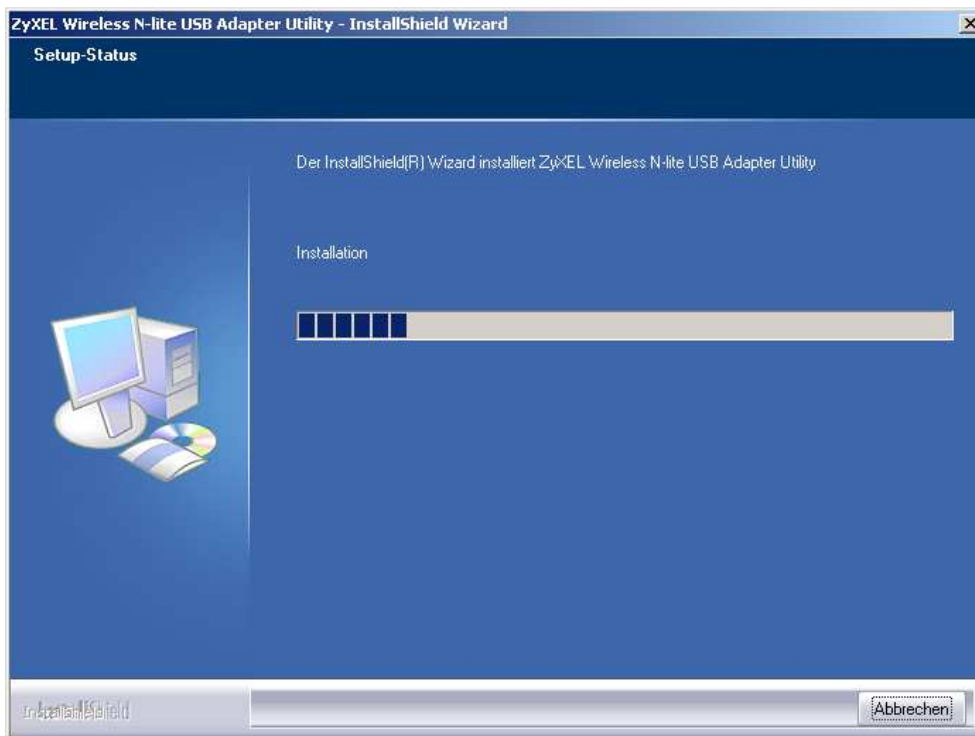 ZyXEL Wireless N-lite USB Adapter Utility - InstallShield Wizard
Setup-Status
Der InstallShield(R) Wizard installiert ZyXEL Wireless N-lite USB Adapter Utility
Installation
InstallShield
Abbrechen